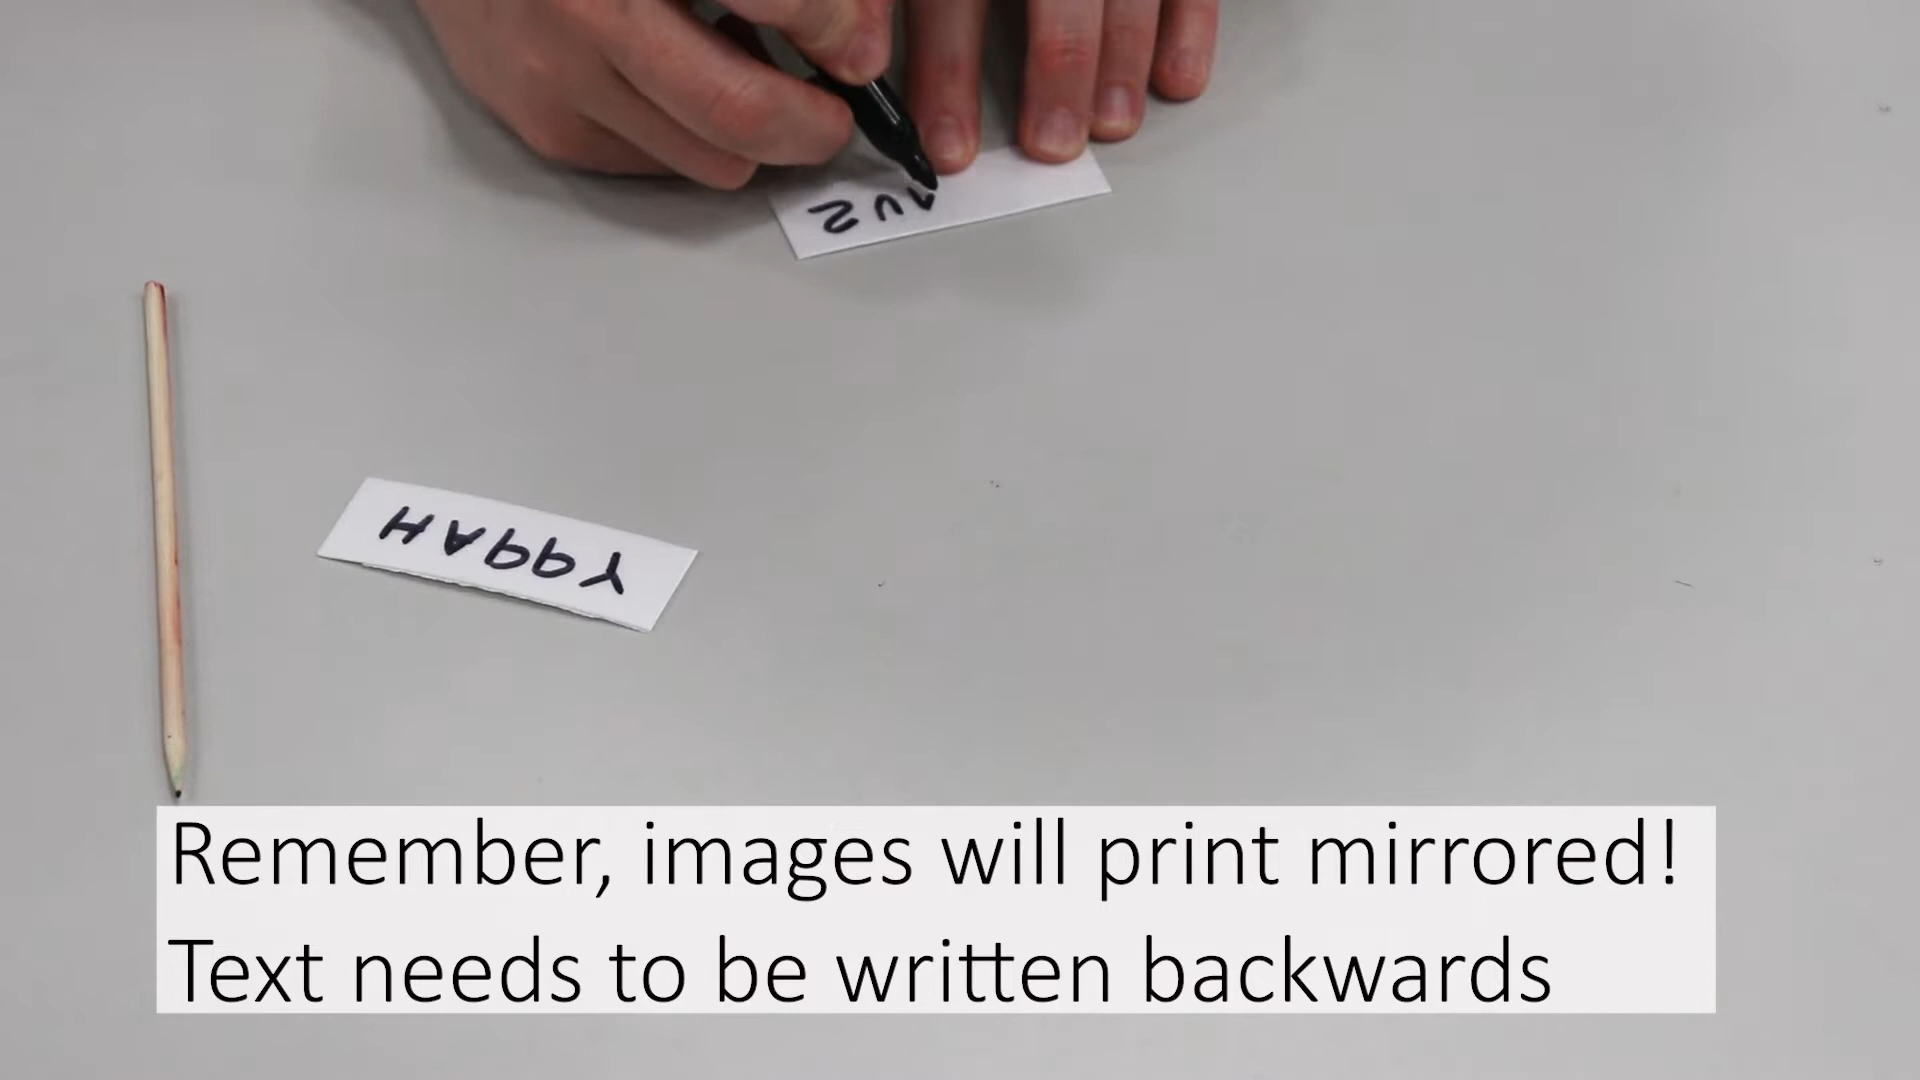 HAPPY
Remember, images will print mirrored!
Text needs to be written backwards